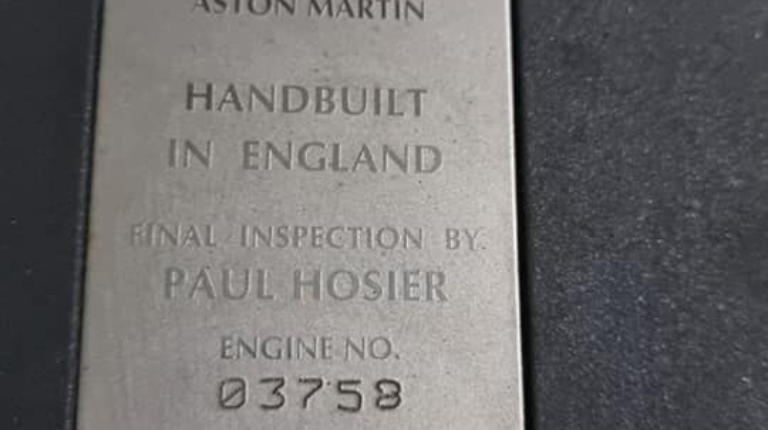 ASTON MARTIN
HANDBUILT
IN ENGLAND
FINAL INSPECTION BY.
PAUL HOSIER
ENGINE NO.
03758